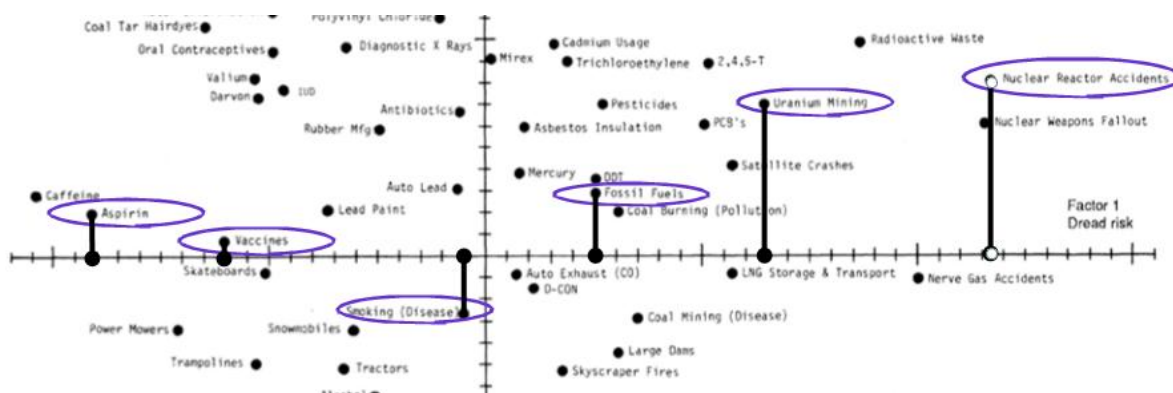 Polyvinyl Chloride
Coal Tar Hairdyes
Oral Contraceptives
Diagnostic X Rays
Mirex
Cadmium Usage
Trichloroethylene
2,4,5-T
Radioactive Waste
Valium
Darvon
IUD
Nuclear Reactor Accidents
Antibiotics
Pesticides
Uranium Mining
Rubber Mfg
Asbestos Insulation
PCB's
Nuclear Weapons Fallout
Mercury
DDT
Satellite Crashes
Caffeine
Auto Lead
Fossil Fuels
Aspirin
Lead Paint
Coal Burning (Pollution)
Factor 1
Dread risk
Vaccines
Skateboards
Auto Exhaust (CO)
LNG Storage & Transport
Nerve Gas Accidents
D-CON
Smoking (Disease)
Coal Mining (Disease)
Power Mowers
Snowmobiles
Large Dams
Trampolines
Tractors
Skyscraper Fires